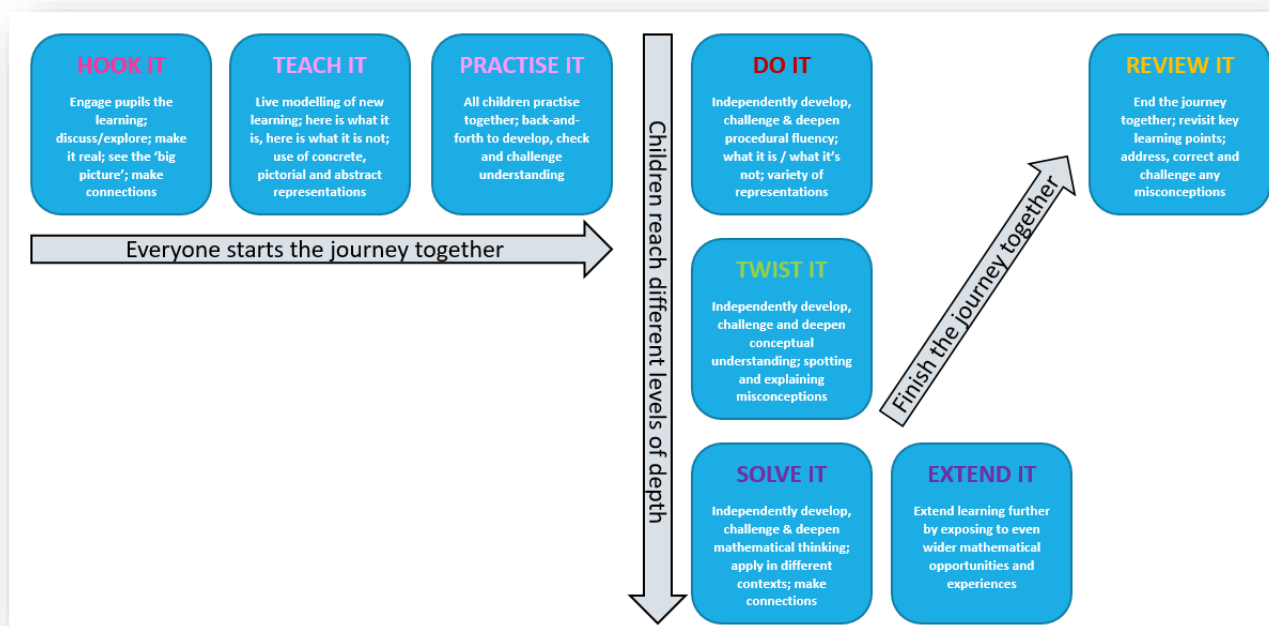 HOOK IT
Engage pupils the
learning;
discuss/explore; make
it real; see the ‘big
picture’; make
connections
TEACH IT
Live modelling of new
learning; here is what it
is, here is what it is not;
use of concrete,
pictorial and abstract
representations
PRACTISE IT
All children practise
together; back-and-
forth to develop, check
and challenge
understanding
Everyone starts the journey together
Children reach different levels of depth
DO IT
Independently develop,
challenge & deepen
procedural fluency;
what it is / what it’s
not; variety of
representations
TWIST IT
Independently develop,
challenge and deepen
conceptual
understanding; spotting
and explaining
misconceptions
SOLVE IT
Independently develop,
challenge & deepen
mathematical thinking;
apply in different
contexts; make
connections
EXTEND IT
Extend learning further
by exposing to even
wider mathematical
opportunities and
experiences
Finish the journey together
REVIEW IT
End the journey
together; revisit key
learning points;
address, correct and
challenge any
misconceptions